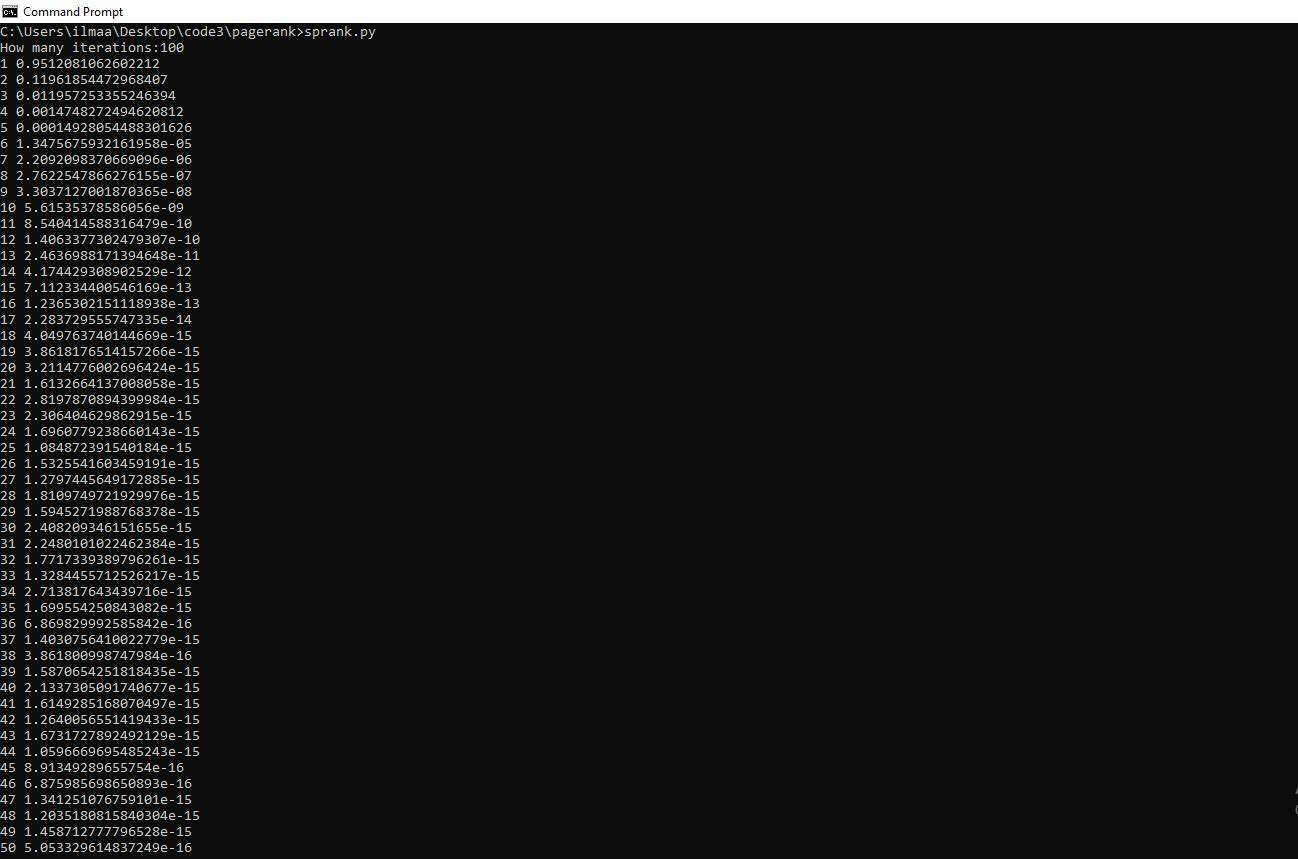 Command Prompt
C:\Users\ilmaa\Desktop\code3\pagerank>sprank.py
How many iterations:100
1 0.9512081062602212
2 0.11961854472968407
3 0.011957253355246394
4 0.0014748272494620812
5 0.00014928054488301626
6 1.3475675932161958e-05
7 2.2092098370669096e-06
8 2.7622547866276155e-07
9 3.3037127001870365e-08
10 5.61535378586056e-09
11 8.540414588316479e-10
12 1.4063377302479307e-10
13 2.4636988171394648e-11
14 4.174429308902529e-12
15 7.112334400546169e-13
16 1.2365302151118938e-13
17 2.283729555747335e-14
18 4.049763740144669e-15
19 3.8618176514157266e-15
20 3.2114776002696424e-15
21 1.6132664137008058e-15
22 2.8197870894399984e-15
23 2.306404629862915e-15
24 1.6960779238660143e-15
25 1.084872391540184e-15
26 1.5325541603459191e-15
27 1.2797445649172885e-15
28 1.8109749721929976e-15
29 1.5945271988768378e-15
30 2.408209346151655e-15
31 2.2480101022462384e-15
32 1.7717339389796261e-15
33 1.3284455712526217e-15
34 2.713817643439716e-15
35 1.699554250843082e-15
36 6.869829992585842e-16
37 1.4030756410022779e-15
38 3.861800998747984e-16
39 1.5870654251818435e-15
40 2.1337305091740677e-15
41 1.6149285168070497e-15
42 1.2640056551419433e-15
43 1.6731727892492129e-15
44 1.0596669695485243e-15
45 8.91349289655754e-16
46 6.875985698650893e-16
47 1.341251076759101e-15
48 1.2035180815840304e-15
49 1.458712777796528e-15
50 5.053329614837249e-16